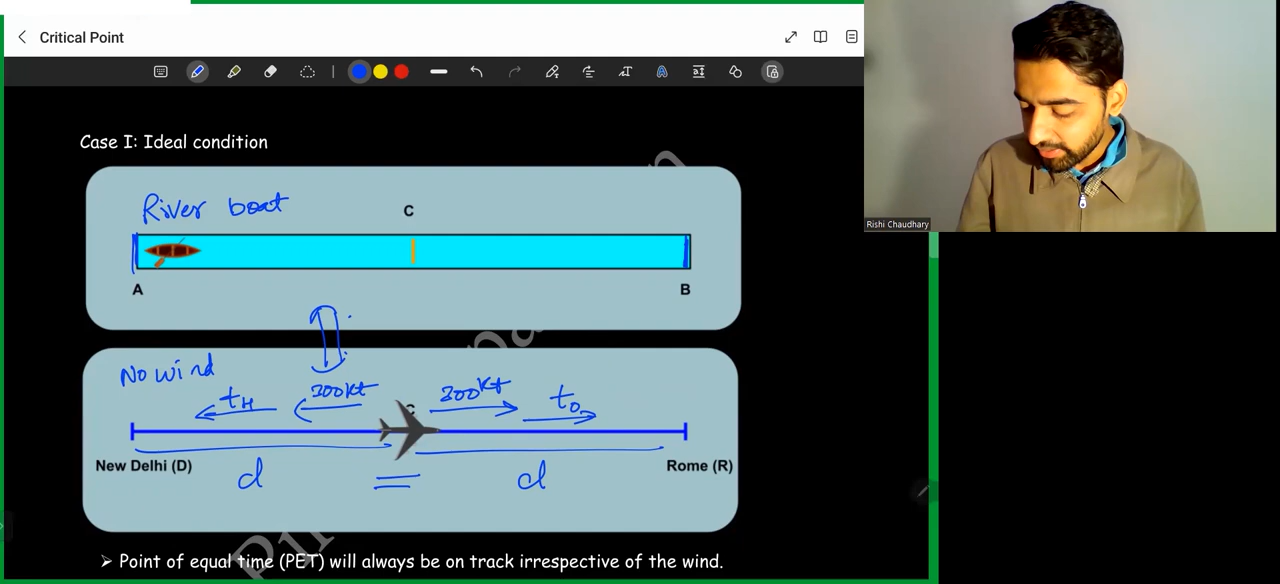 Critical Point
Case I: Ideal condition
River boat
C
A
B
No wind
tH
300kt
C
300kt
tO
New Delhi (D)
Rome (R)
d
=
d
➤ Point of equal time (PET) will always be on track irrespective of the wind.
Rishi Chaudhary